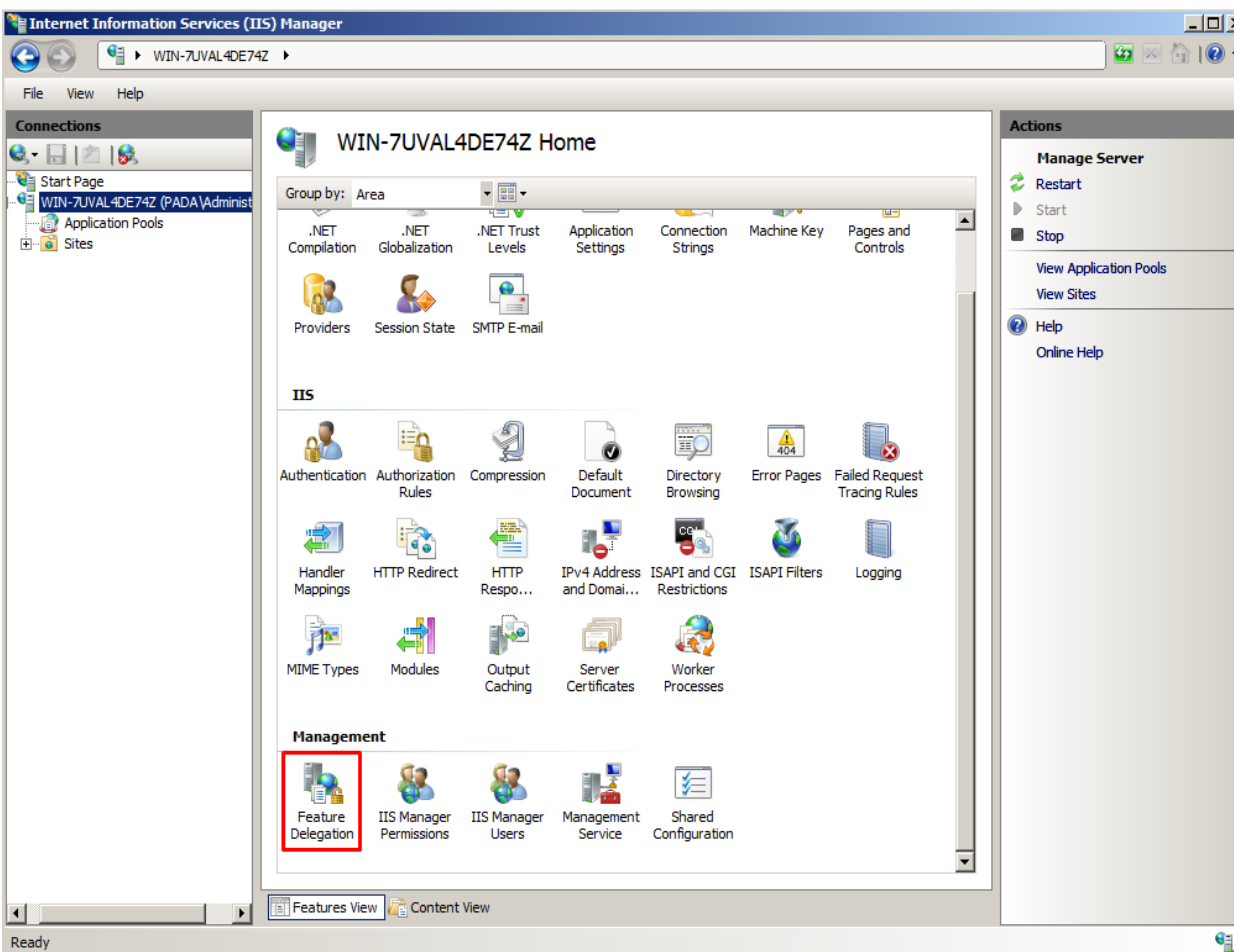 Internet Information Services (IIS) Manager
WIN-7UVAL4DE74Z
File View Help
Connections
Start Page
WIN-7UVAL4DE74Z (PADA\Administ
Application Pools
Sites
WIN-7UVAL4DE74Z Home
Group by: Area
.NET Compilation
.NET Globalization
.NET Trust Levels
Application Settings
Connection Strings
Machine Key
Pages and Controls
Providers
Session State
SMTP E-mail
IIS
Authentication
Authorization Rules
Compression
Default Document
Directory Browsing
404
Error Pages
Failed Request Tracing Rules
Handler Mappings
HTTP Redirect
HTTP Respo...
IPv4 Address and Domai...
CGI
ISAPI and CGI Restrictions
ISAPI Filters
Logging
MIME Types
Modules
Output Caching
Server Certificates
Worker Processes
Management
Feature Delegation
IIS Manager Permissions
IIS Manager Users
Management Service
Shared Configuration
Features View
Content View
Actions
Manage Server
Restart
Start
Stop
View Application Pools
View Sites
Help
Online Help
Ready